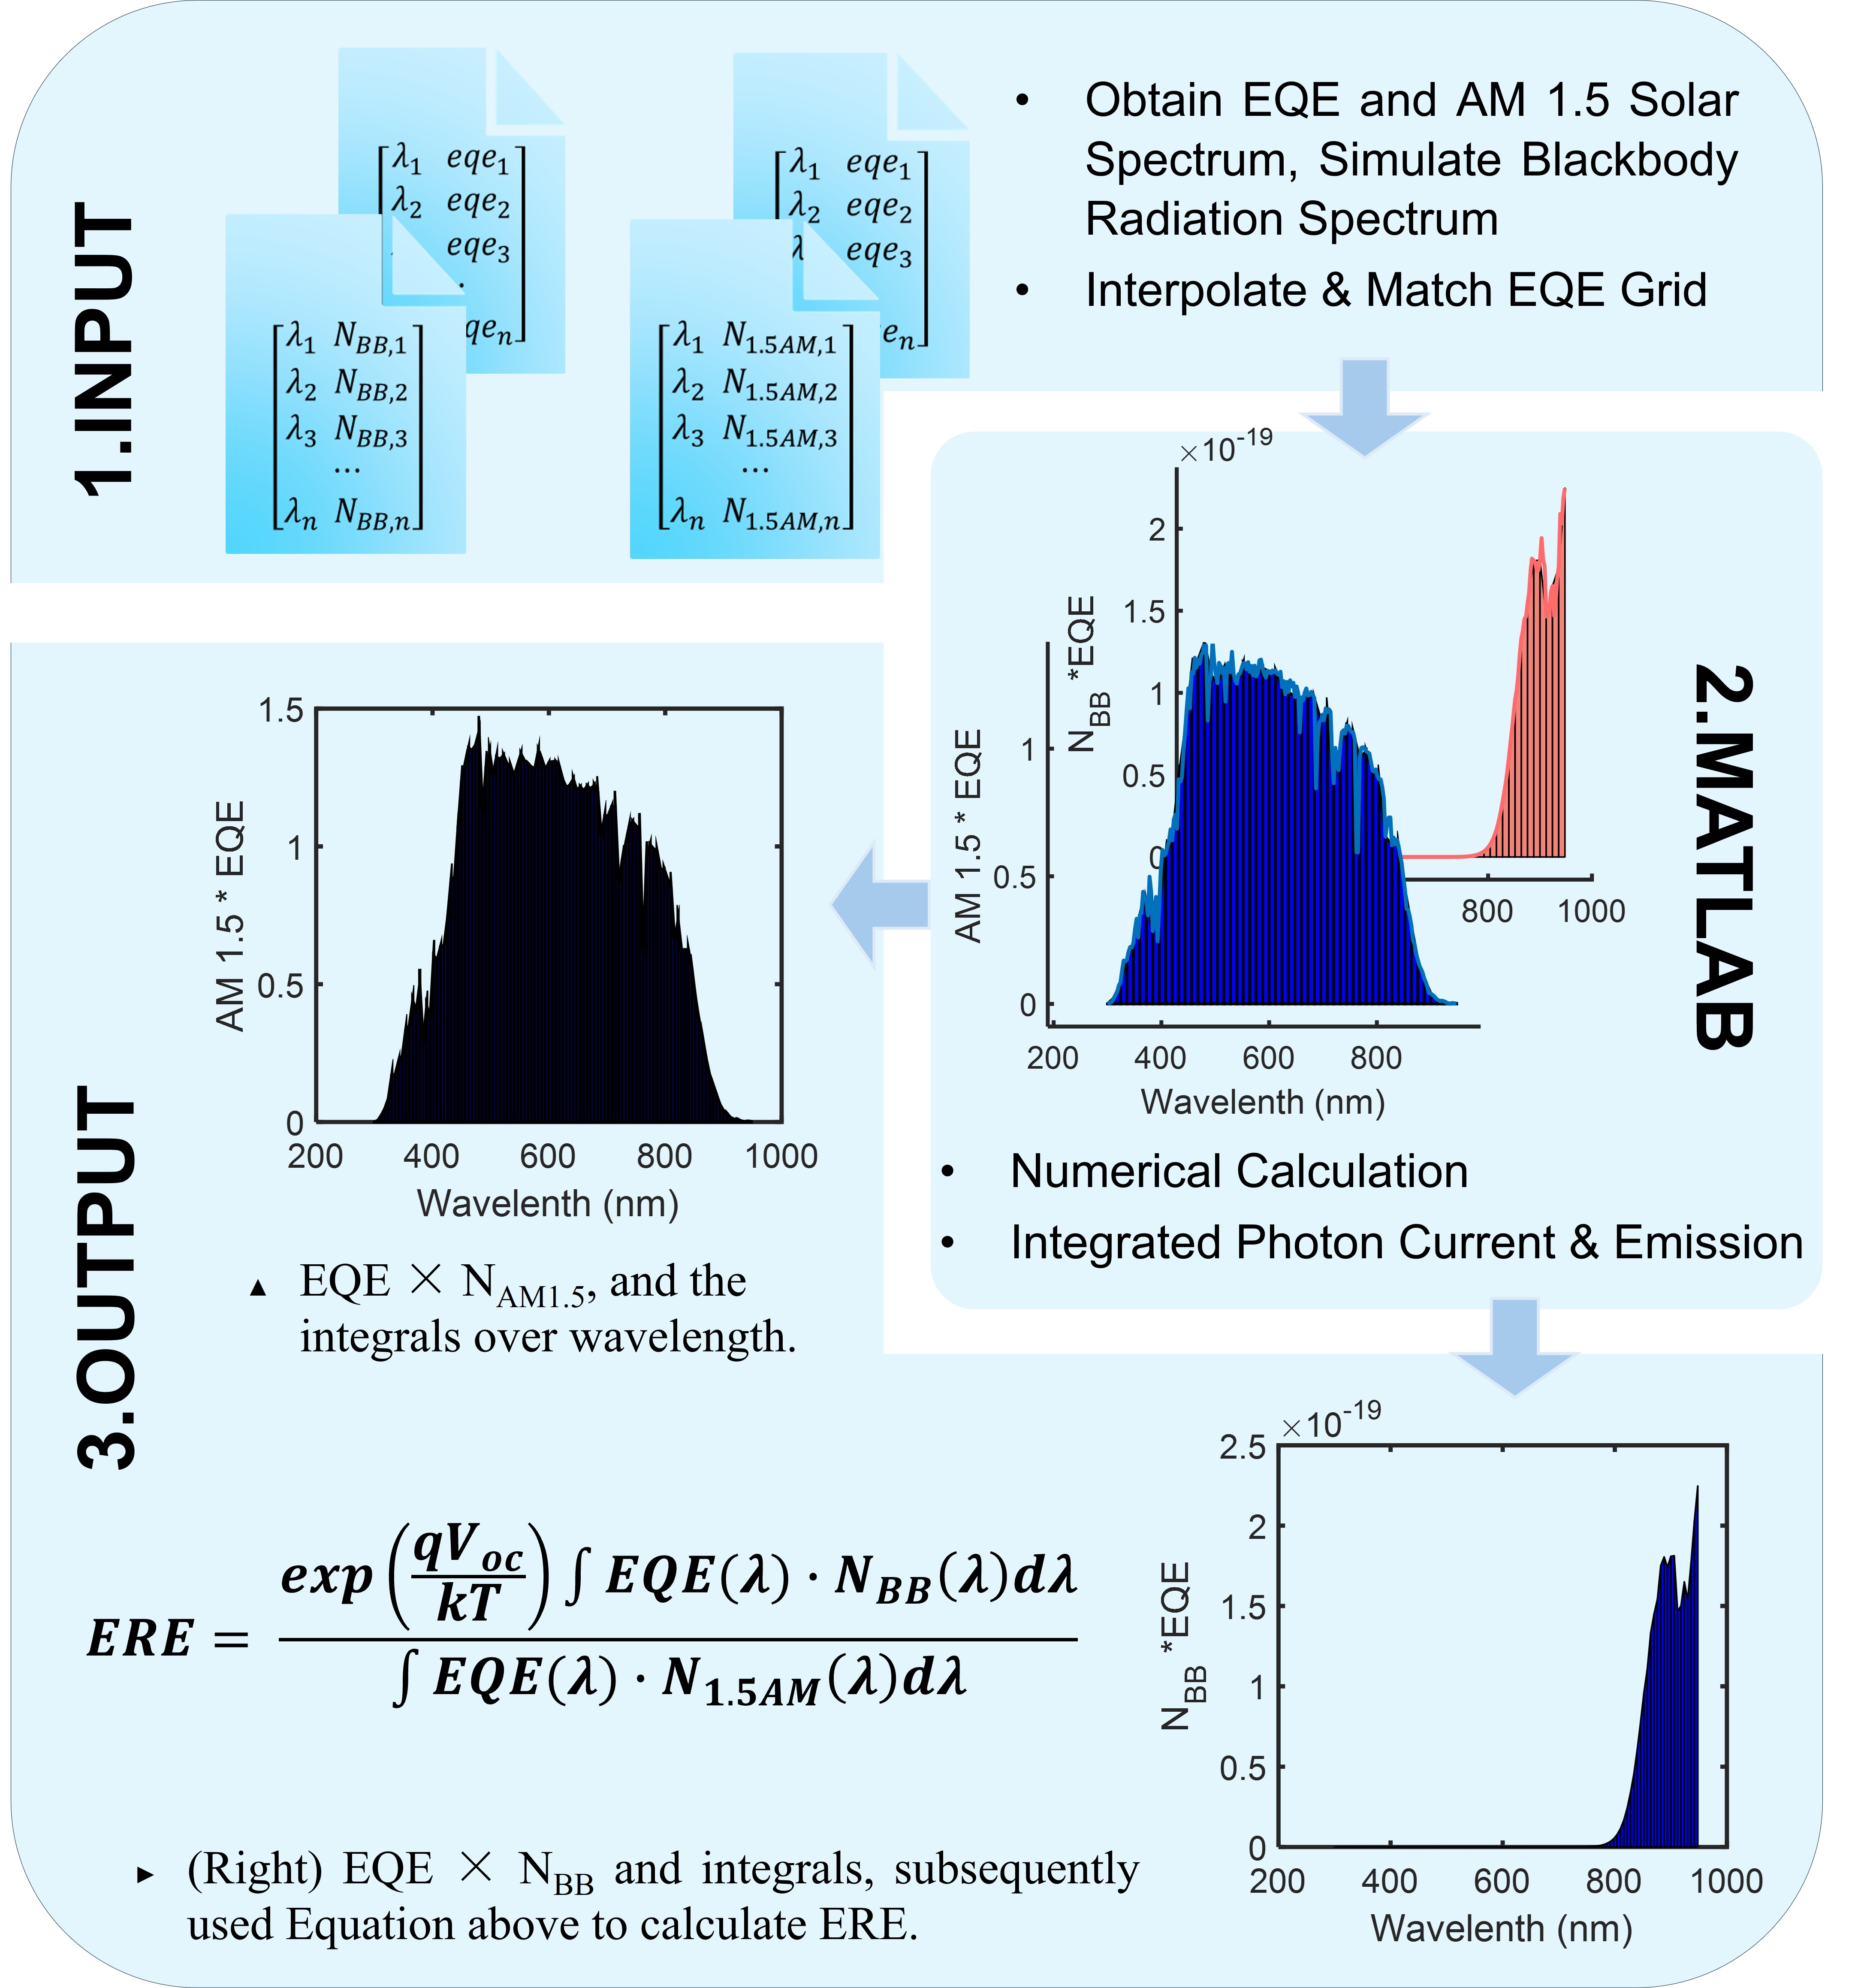 1.INPUT
λ1 eqe1
λ2 eqe2
eqe3
.
qen
λ1 NBB,1
λ2 NBB,2
λ3 NBB,3
...
λn NBB,n
λ1 eqe1
λ2 eqe2
λ eqe3
en
λ1 N1.5AM,1
λ2 N1.5AM,2
λ3 N1.5AM,3
...
λn N1.5AM,n
• Obtain EQE and AM 1.5 Solar
Spectrum, Simulate Blackbody
Radiation Spectrum
• Interpolate & Match EQE Grid
2.MATLAB
×10-19
2
1.5
1
0.5
0
NBB *EQE
800 1000
1
0.5
0
AM 1.5 * EQE
200 400 600 800
Wavelenth (nm)
• Numerical Calculation
• Integrated Photon Current & Emission
3.OUTPUT
1.5
1
0.5
0
AM 1.5 * EQE
200 400 600 800 1000
Wavelenth (nm)
▲ EQE × NAM1.5, and the
integrals over wavelength.
ERE = exp(qVoc/kT) ∫ EQE(λ) · NBB(λ)dλ
∫ EQE(λ) · N1.5AM(λ)dλ
×10-19
2.5
2
1.5
1
0.5
0
NBB *EQE
200 400 600 800 1000
Wavelenth (nm)
► (Right) EQE × NBB and integrals, subsequently
used Equation above to calculate ERE.